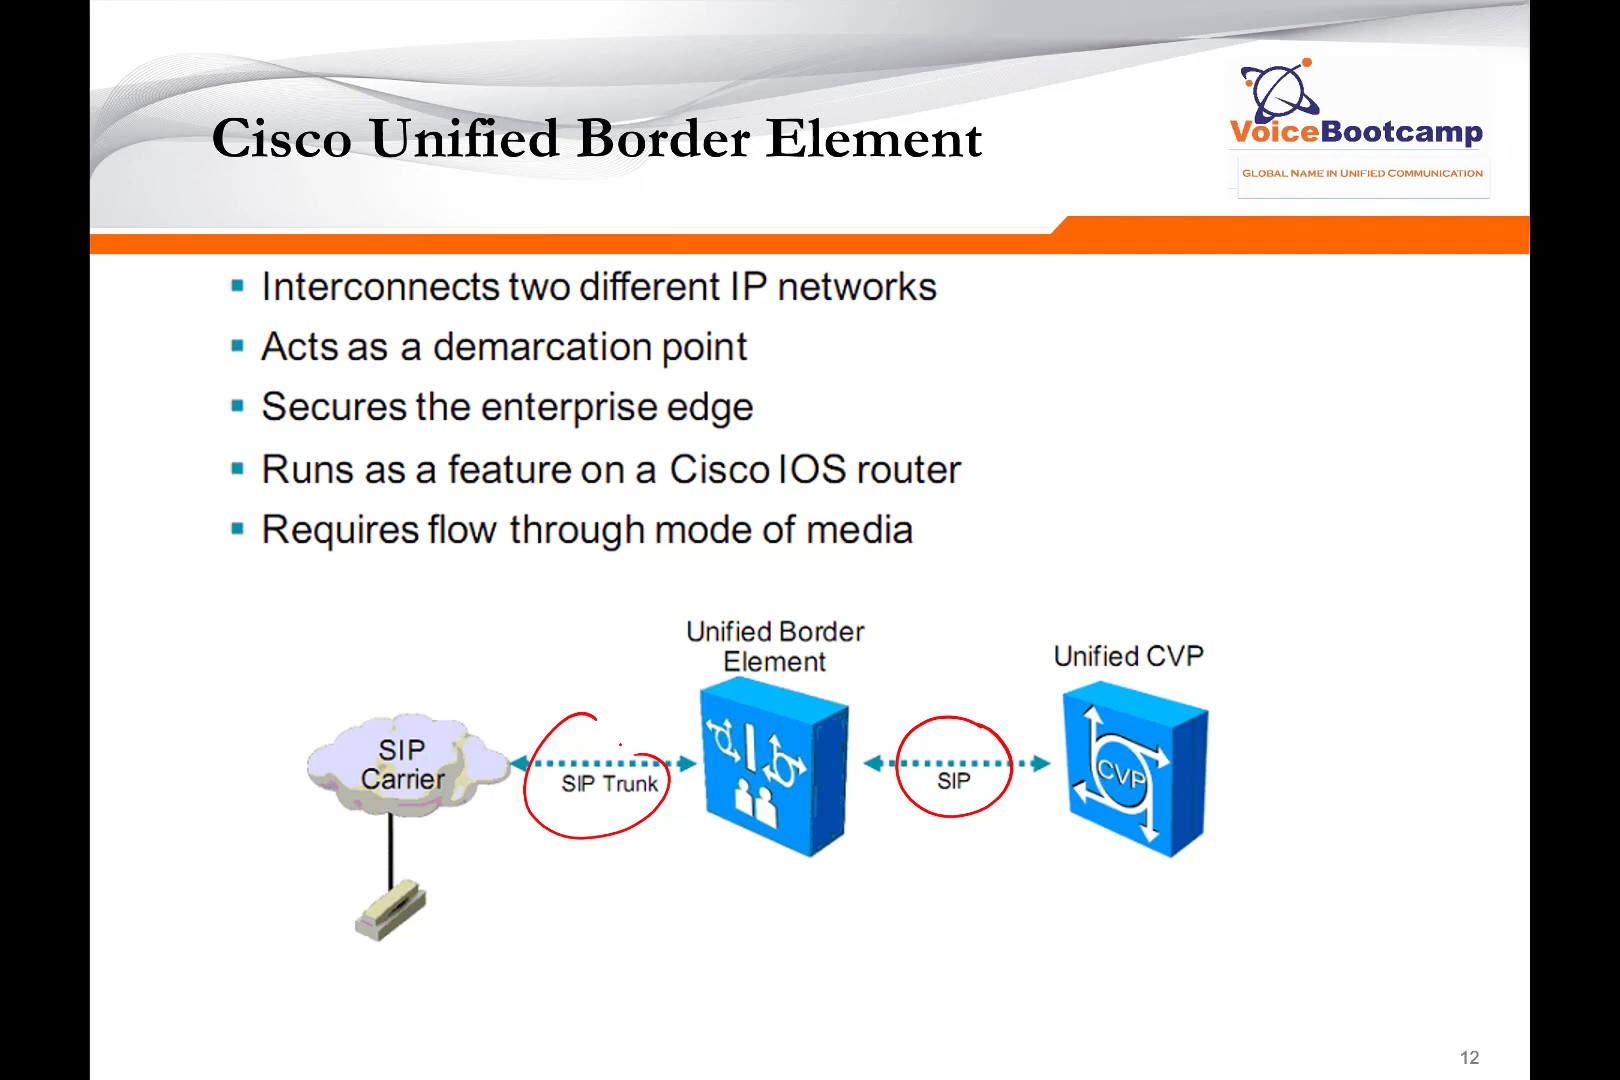 Cisco Unified Border Element
VoiceBootcamp
GLOBAL NAME IN UNIFIED COMMUNICATION
Interconnects two different IP networks
Acts as a demarcation point
Secures the enterprise edge
Runs as a feature on a Cisco IOS router
Requires flow through mode of media
Unified Border
Element
Unified CVP
SIP
Carrier
SIP Trunk
SIP
CVP
12